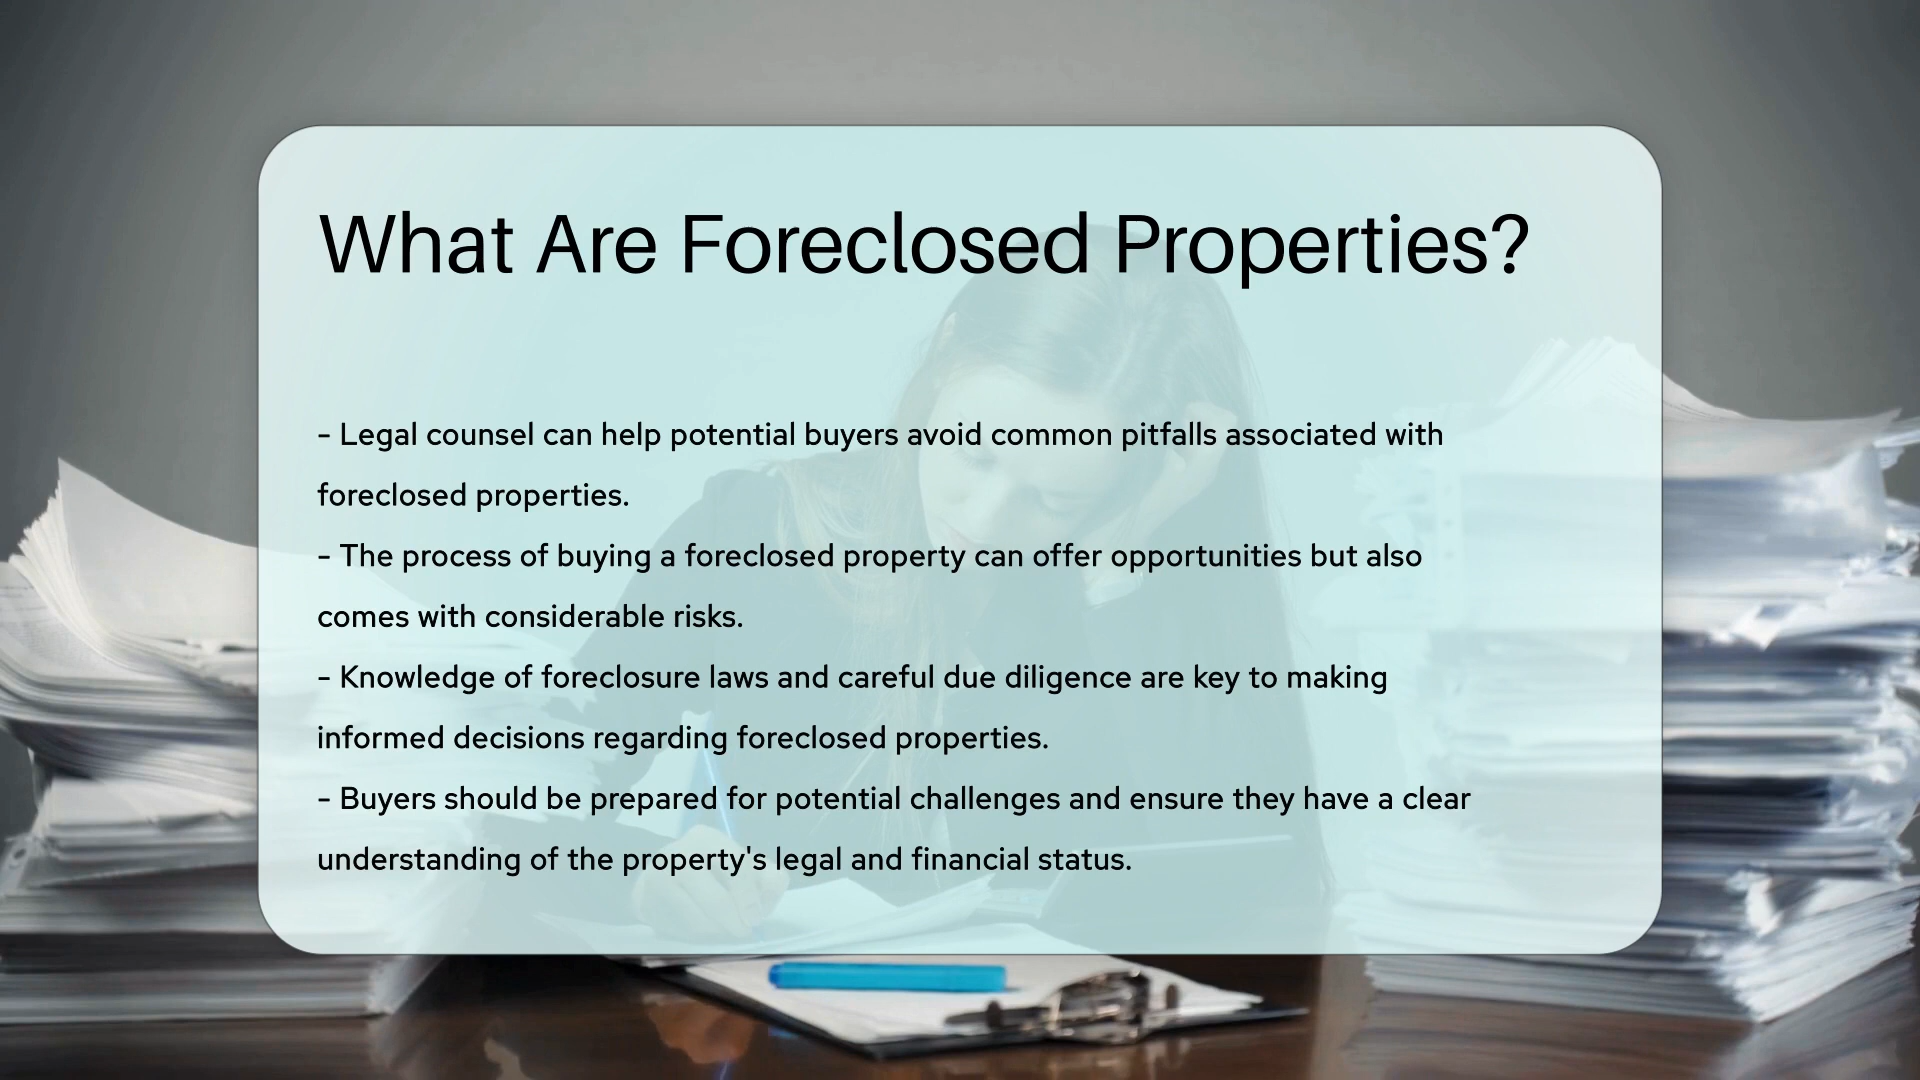 What Are Foreclosed Properties?
- Legal counsel can help potential buyers avoid common pitfalls associated with
foreclosed properties.
- The process of buying a foreclosed property can offer opportunities but also
comes with considerable risks.
- Knowledge of foreclosure laws and careful due diligence are key to making
informed decisions regarding foreclosed properties.
- Buyers should be prepared for potential challenges and ensure they have a clear
understanding of the property's legal and financial status.